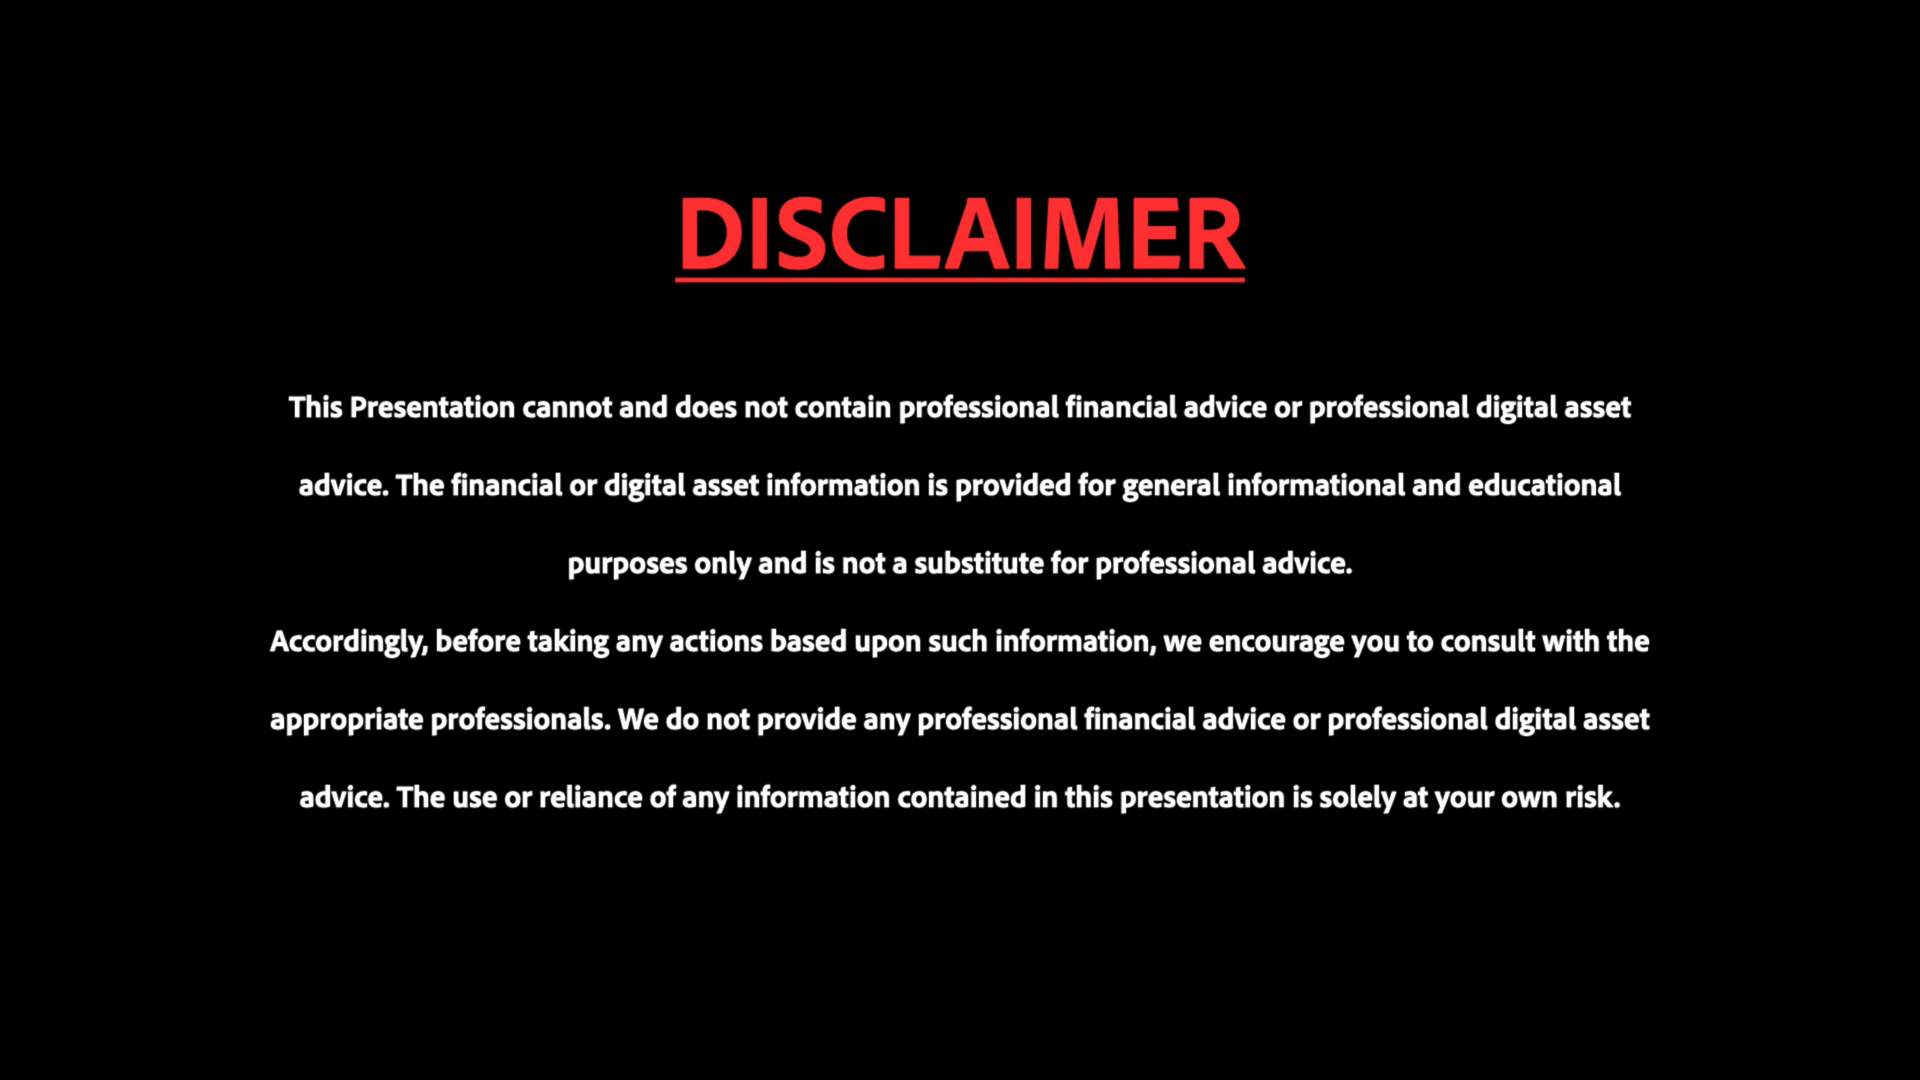 DISCLAIMER
This Presentation cannot and does not contain professional financial advice or professional digital asset
advice. The financial or digital asset information is provided for general informational and educational
purposes only and is not a substitute for professional advice.
Accordingly, before taking any actions based upon such information, we encourage you to consult with the
appropriate professionals. We do not provide any professional financial advice or professional digital asset
advice. The use or reliance of any information contained in this presentation is solely at your own risk.